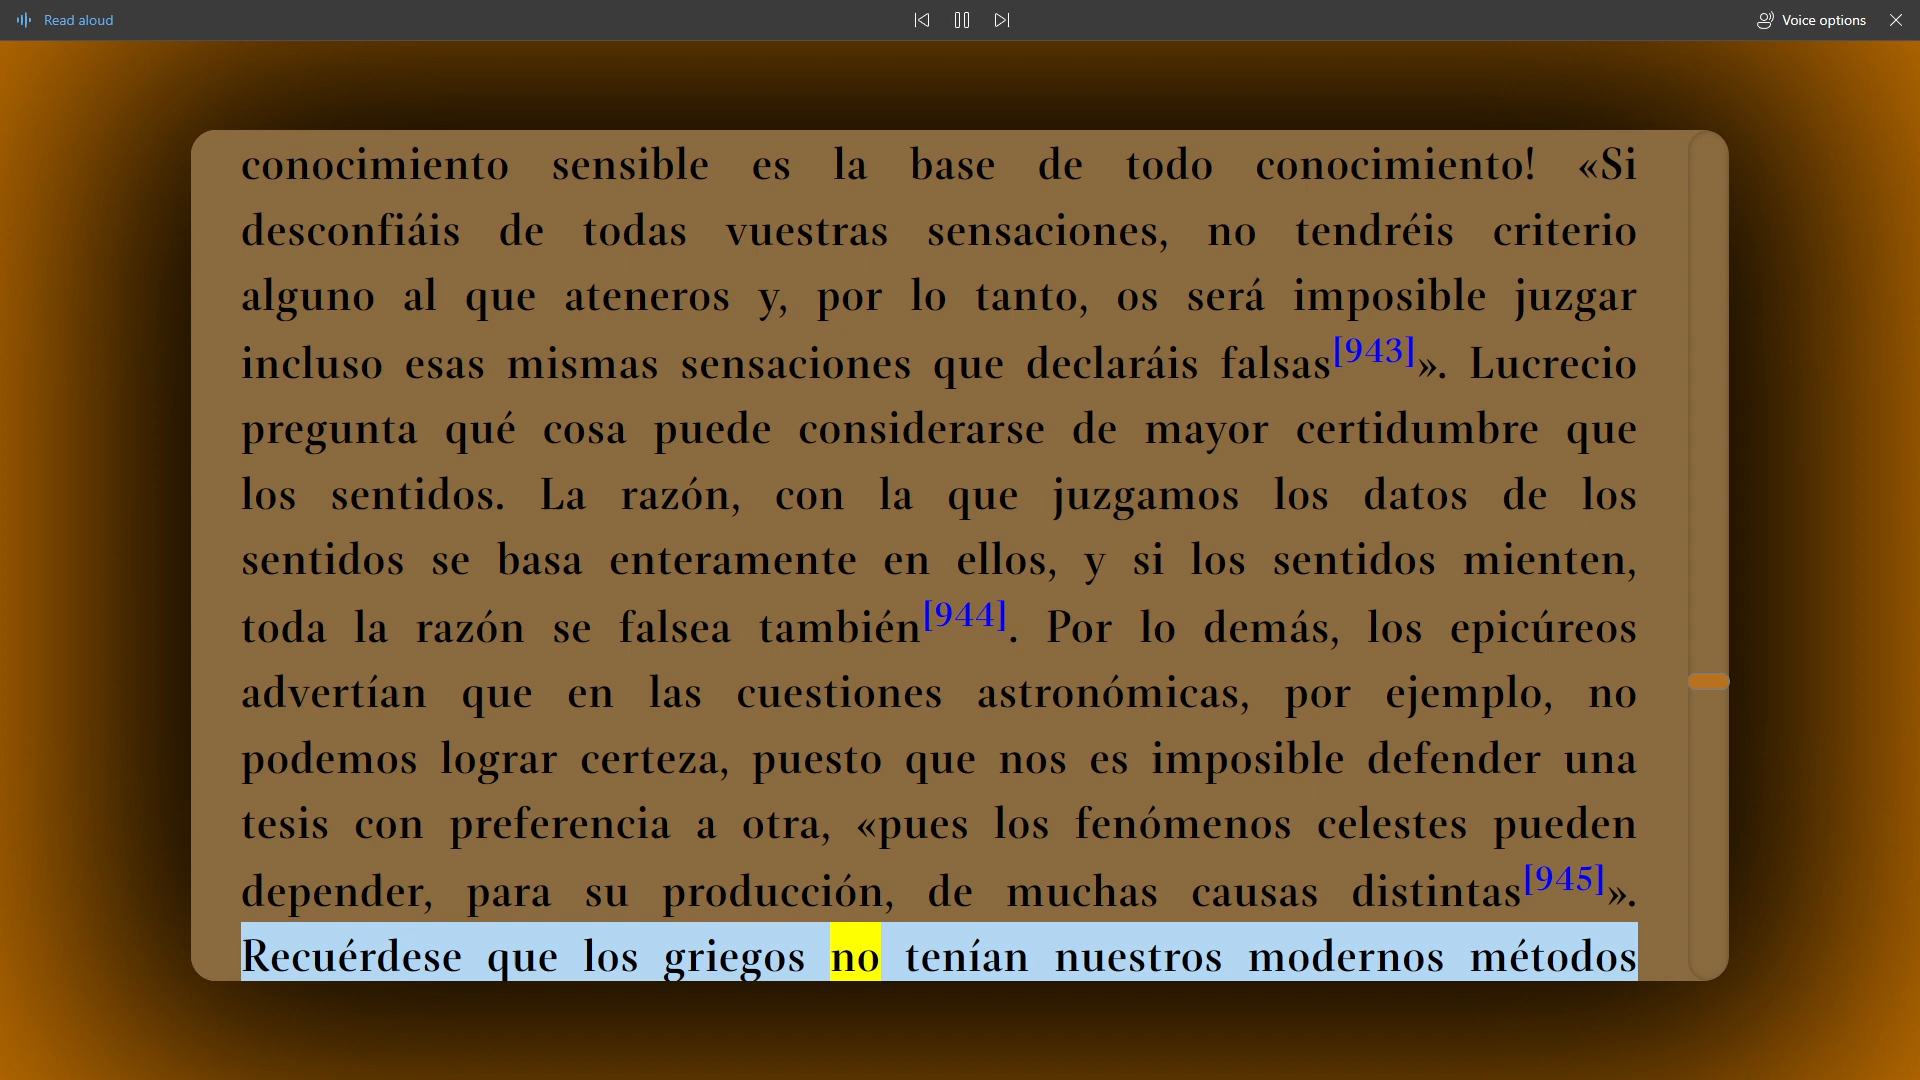 Read aloud
Voice options
conocimiento sensible es la base de todo conocimiento! «Si
desconfiáis de todas vuestras sensaciones, no tendréis criterio
alguno al que ateneros y, por lo tanto, os será imposible juzgar
incluso esas mismas sensaciones que declaráis falsas[943]». Lucrecio
pregunta qué cosa puede considerarse de mayor certidumbre que
los sentidos. La razón, con la que juzgamos los datos de los
sentidos se basa enteramente en ellos, y si los sentidos mienten,
toda la razón se falsea también[944]. Por lo demás, los epicúreos
advertían que en las cuestiones astronómicas, por ejemplo, no
podemos lograr certeza, puesto que nos es imposible defender una
tesis con preferencia a otra, «pues los fenómenos celestes pueden
depender, para su producción, de muchas causas distintas[945]».
Recuérdese que los griegos no tenían nuestros modernos métodos